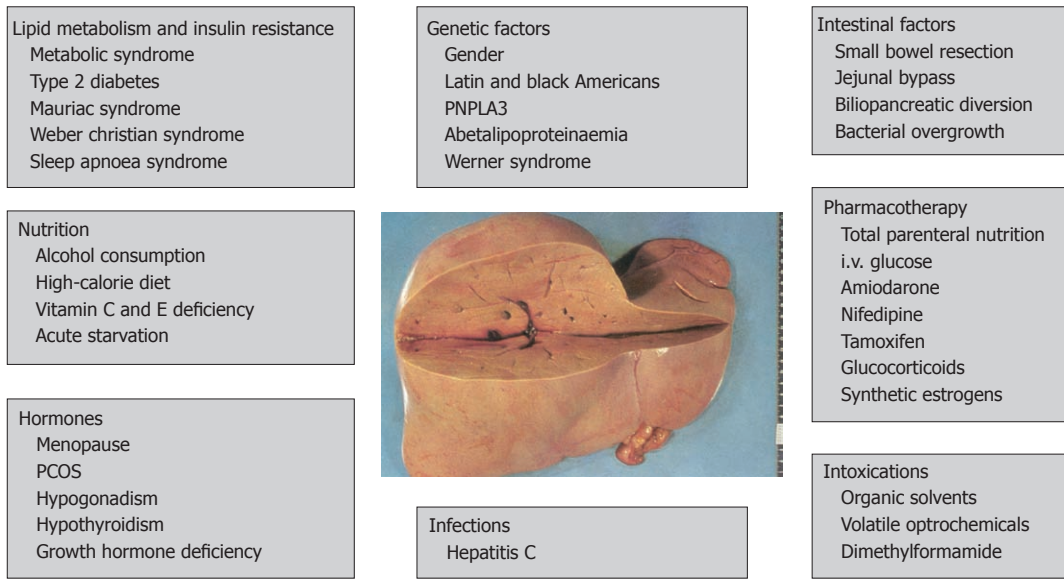 Lipid metabolism and insulin resistance
Metabolic syndrome
Type 2 diabetes
Mauriac syndrome
Weber christian syndrome
Sleep apnoea syndrome
Genetic factors
Gender
Latin and black Americans
PNPLA3
Abetalipoproteinaemia
Werner syndrome
Intestinal factors
Small bowel resection
Jejunal bypass
Biliopancreatic diversion
Bacterial overgrowth
Nutrition
Alcohol consumption
High-calorie diet
Vitamin C and E deficiency
Acute starvation
Pharmacotherapy
Total parenteral nutrition
i.v. glucose
Amiodarone
Nifedipine
Tamoxifen
Glucocorticoids
Synthetic estrogens
Hormones
Menopause
PCOS
Hypogonadism
Hypothyroidism
Growth hormone deficiency
Infections
Hepatitis C
Intoxications
Organic solvents
Volatile optrochemicals
Dimethylformamide